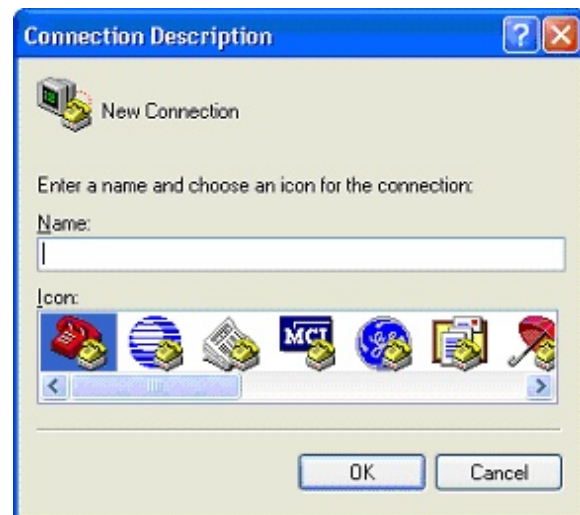 Connection Description
New Connection
Enter a name and choose an icon for the connection:
Name:
Icon:
MCI
OK
Cancel